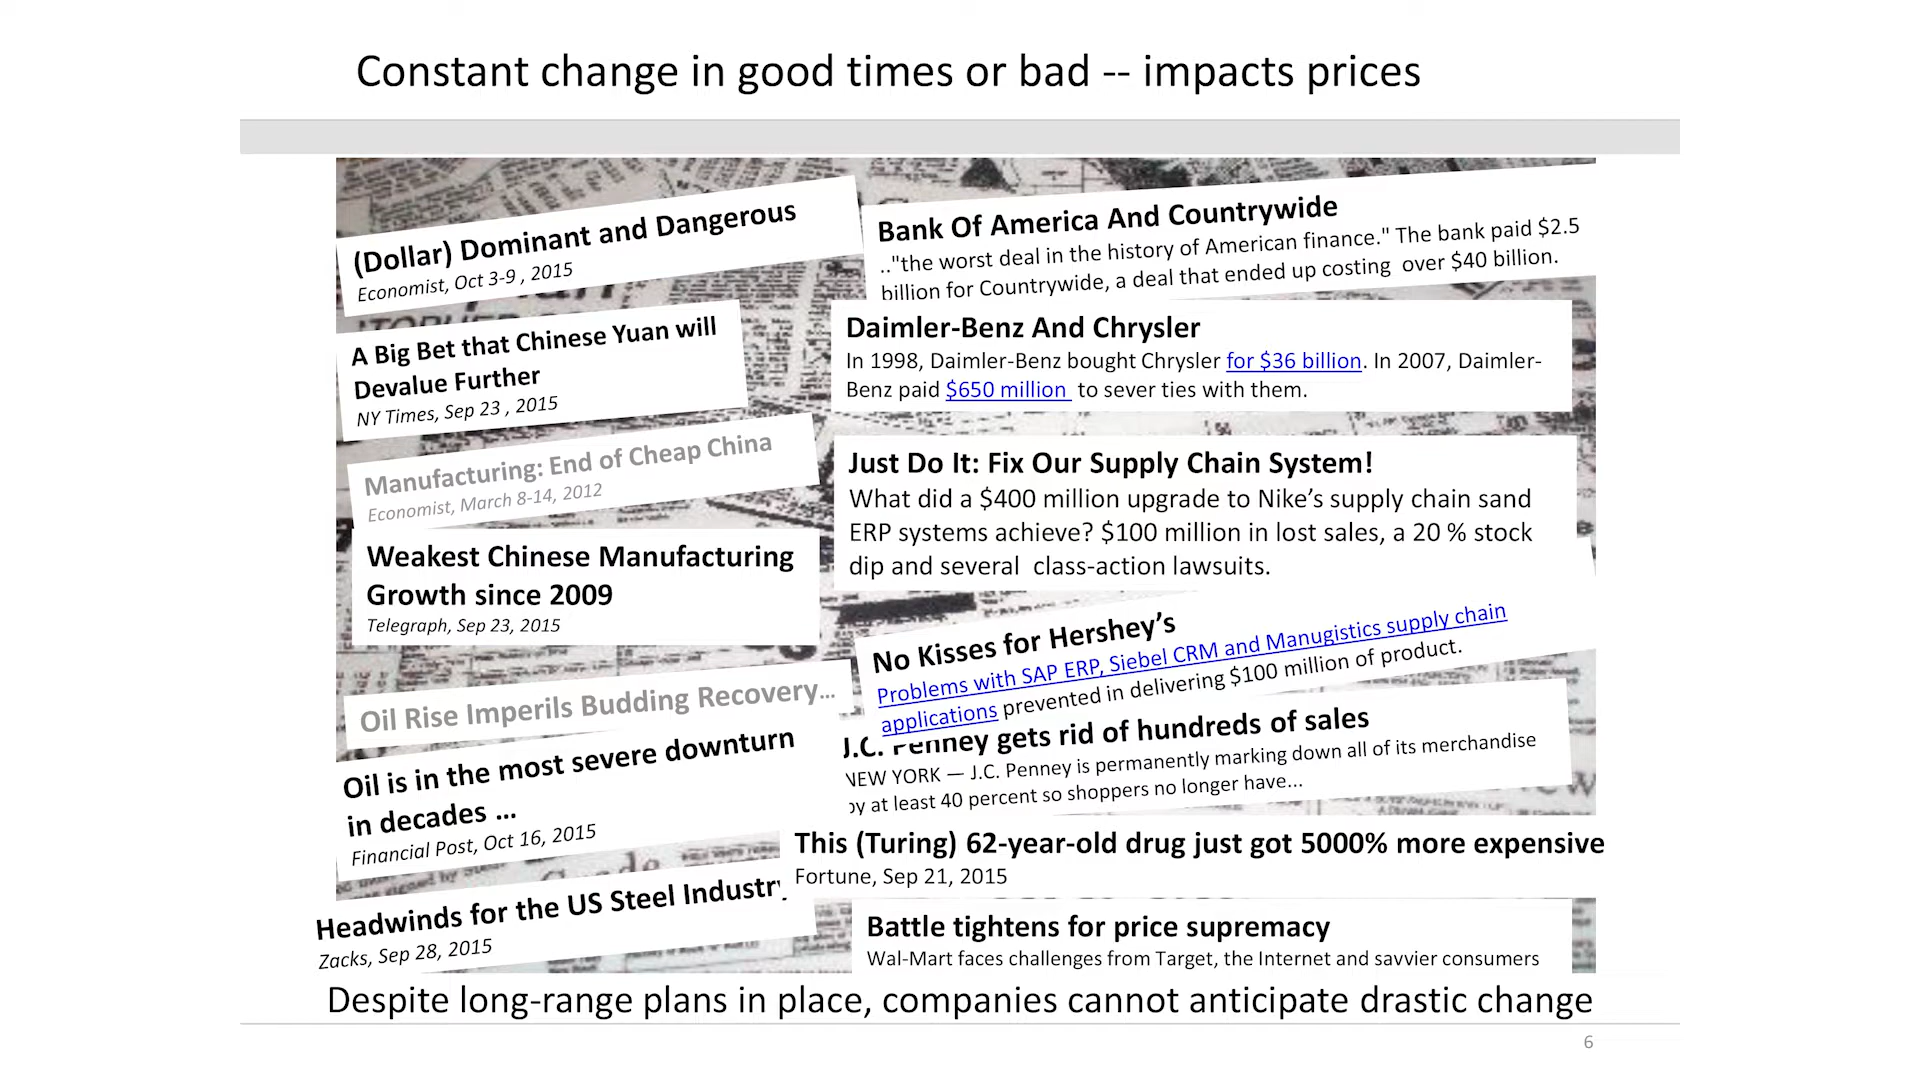 Constant change in good times or bad -- impacts prices
(Dollar) Dominant and Dangerous
Economist, Oct 3-9 , 2015
A Big Bet that Chinese Yuan will
Devalue Further
NY Times, Sep 23 , 2015
Manufacturing: End of Cheap China
Economist, March 8-14, 2012
Weakest Chinese Manufacturing
Growth since 2009
Telegraph, Sep 23, 2015
Oil Rise Imperils Budding Recovery...
Oil is in the most severe downturn
in decades ...
Financial Post, Oct 16, 2015
Headwinds for the US Steel Industry
Zacks, Sep 28, 2015
Bank Of America And Countrywide
.."the worst deal in the history of American finance." The bank paid $2.5
billion for Countrywide, a deal that ended up costing over $40 billion.
Daimler-Benz And Chrysler
In 1998, Daimler-Benz bought Chrysler for $36 billion. In 2007, Daimler-
Benz paid $650 million to sever ties with them.
Just Do It: Fix Our Supply Chain System!
What did a $400 million upgrade to Nike's supply chain sand
ERP systems achieve? $100 million in lost sales, a 20 % stock
dip and several class-action lawsuits.
No Kisses for Hershey's
Problems with SAP ERP, Siebel CRM and Manugistics supply chain
applications prevented in delivering $100 million of product.
J.C. Penney gets rid of hundreds of sales
NEW YORK — J.C. Penney is permanently marking down all of its merchandise
by at least 40 percent so shoppers no longer have...
This (Turing) 62-year-old drug just got 5000% more expensive
Fortune, Sep 21, 2015
Battle tightens for price supremacy
Wal-Mart faces challenges from Target, the Internet and savvier consumers
Despite long-range plans in place, companies cannot anticipate drastic change
6